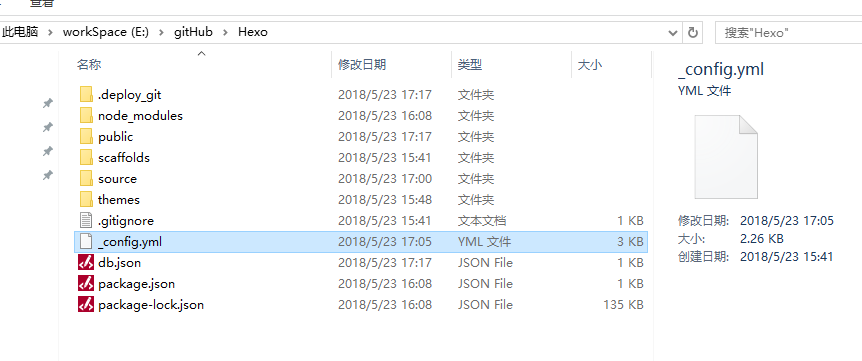 查看
此电脑 workSpace (E:) gitHub Hexo 搜索"Hexo"
名称 修改日期 类型 大小
.deploy_git 2018/5/23 17:17 文件夹
node_modules 2018/5/23 16:08 文件夹
public 2018/5/23 17:17 文件夹
scaffolds 2018/5/23 15:41 文件夹
source 2018/5/23 17:00 文件夹
themes 2018/5/23 15:48 文件夹
.gitignore 2018/5/23 15:41 文本文档 1 KB
_config.yml 2018/5/23 17:05 YML 文件 3 KB
db.json 2018/5/23 17:17 JSON File 1 KB
package.json 2018/5/23 16:08 JSON File 1 KB
package-lock.json 2018/5/23 16:08 JSON File 135 KB
_config.yml
YML 文件
修改日期: 2018/5/23 17:05
大小: 2.26 KB
创建日期: 2018/5/23 15:41